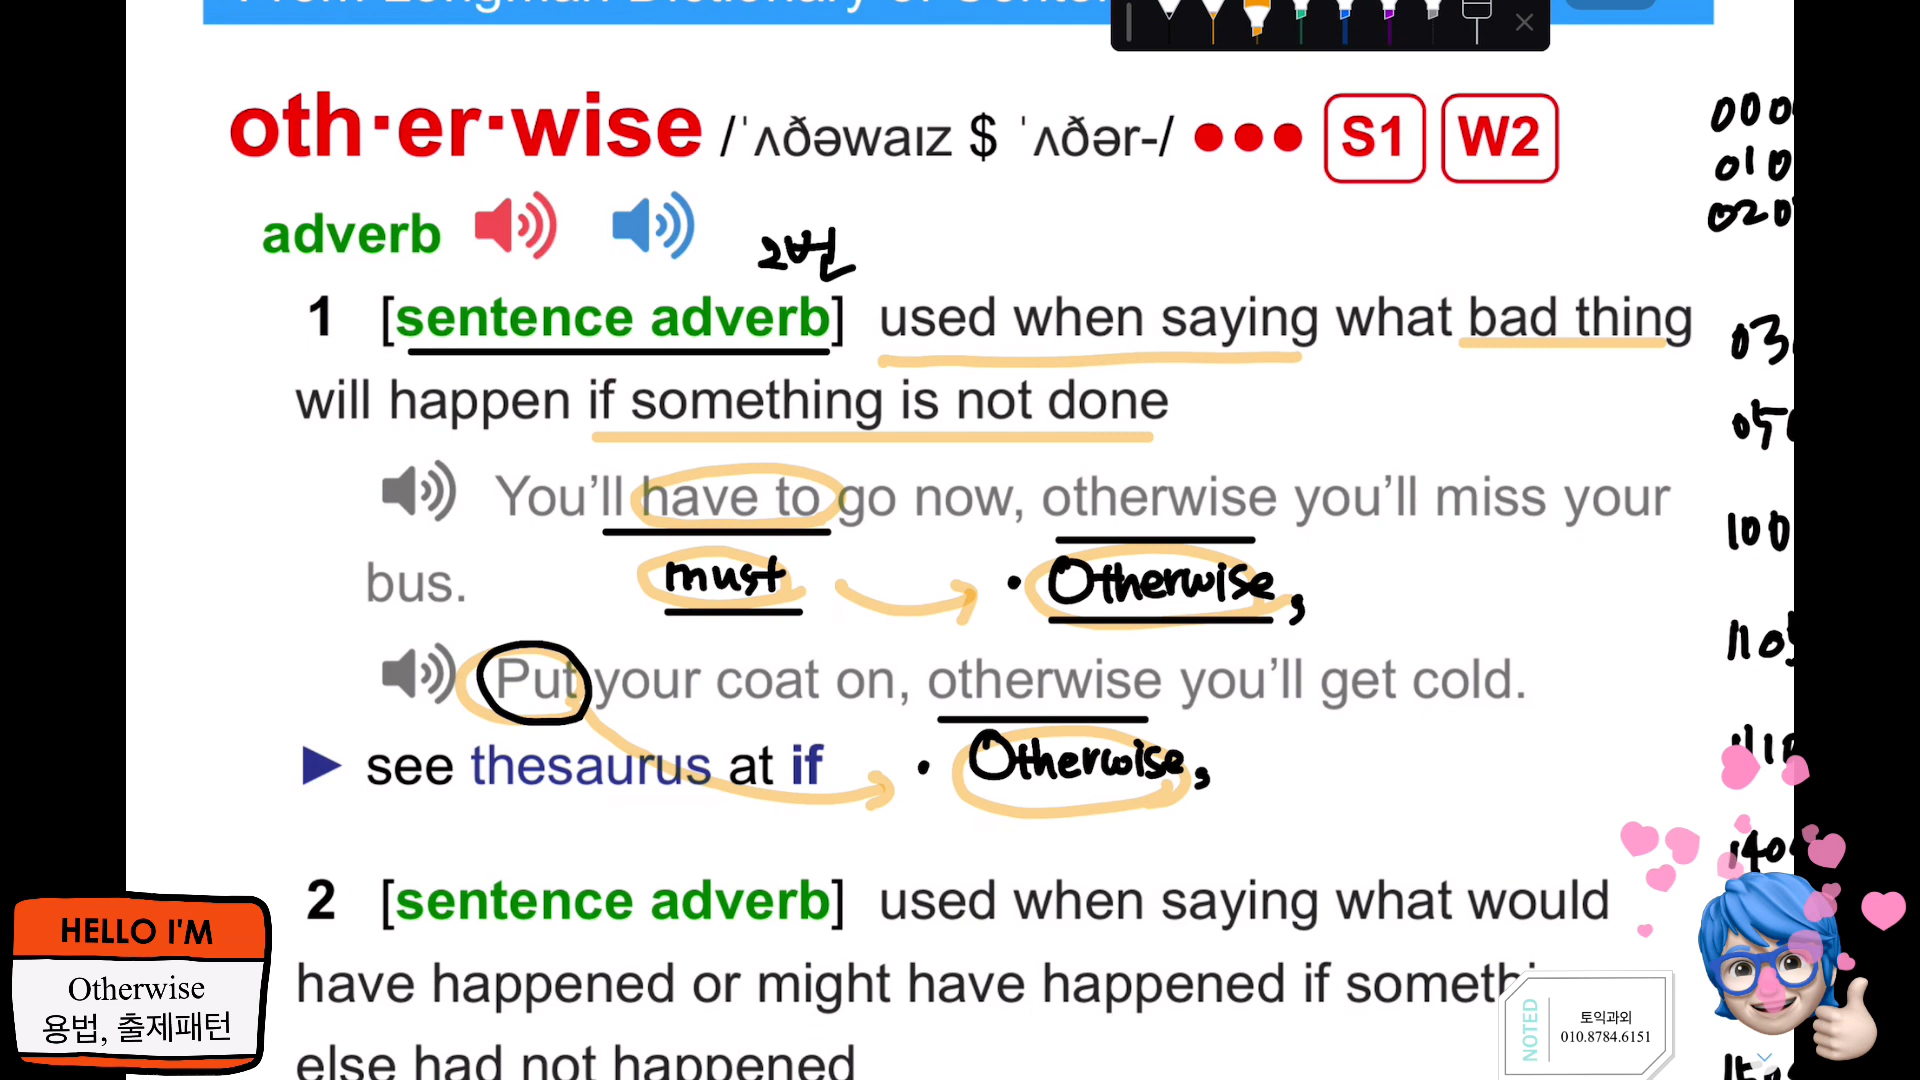 oth·er·wise /ˈʌðəwaɪz $ ˈʌðər-/ ●●● S1 W2
adverb
2번
1 [sentence adverb] used when saying what bad thing
will happen if something is not done
You’ll have to go now, otherwise you’ll miss your
bus. must → · Otherwise,
Put your coat on, otherwise you’ll get cold.
► see thesaurus at if · Otherwise,
2 [sentence adverb] used when saying what would
have happened or might have happened if
else had not happened
000
010
020
100
HELLO I'M
Otherwise
용법, 출제패턴
NOTED
토익과외
010.8784.6151